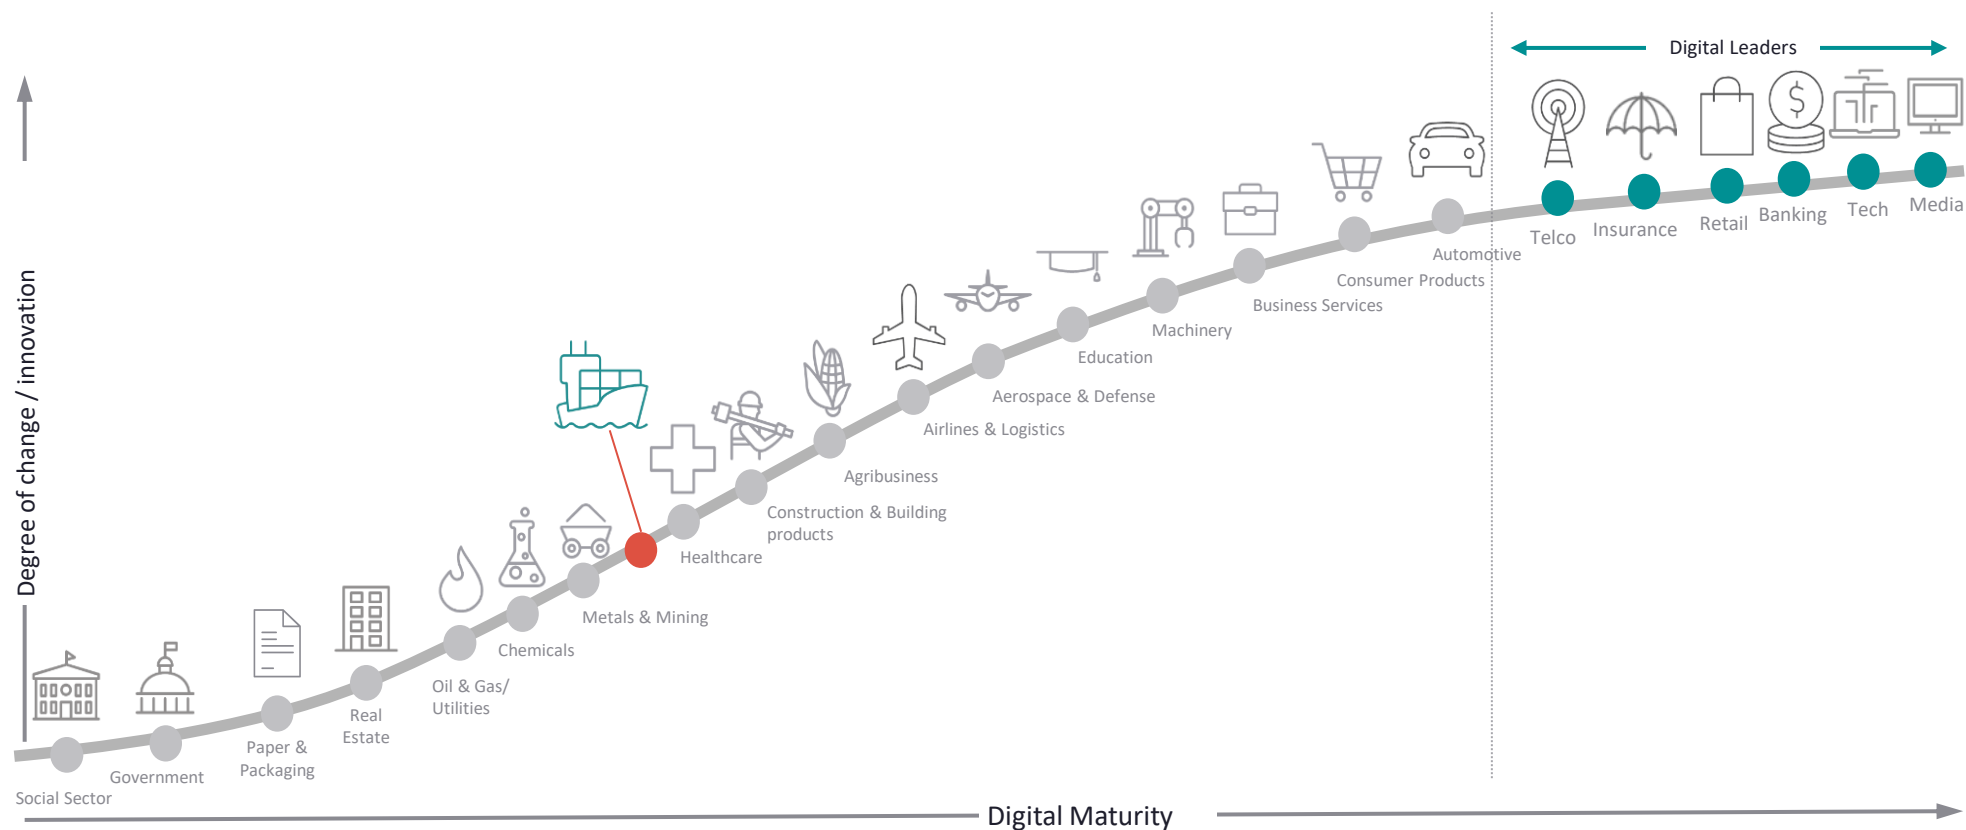 Digital Leaders
Degree of change / innovation
Social Sector
Government
Paper &
Packaging
Real
Estate
Oil & Gas/
Utilities
Chemicals
Metals & Mining
Healthcare
Construction & Building
products
Agribusiness
Airlines & Logistics
Aerospace & Defense
Education
Machinery
Business Services
Consumer Products
Automotive
Telco
Insurance
Retail
Banking
Tech
Media
$
Digital Maturity